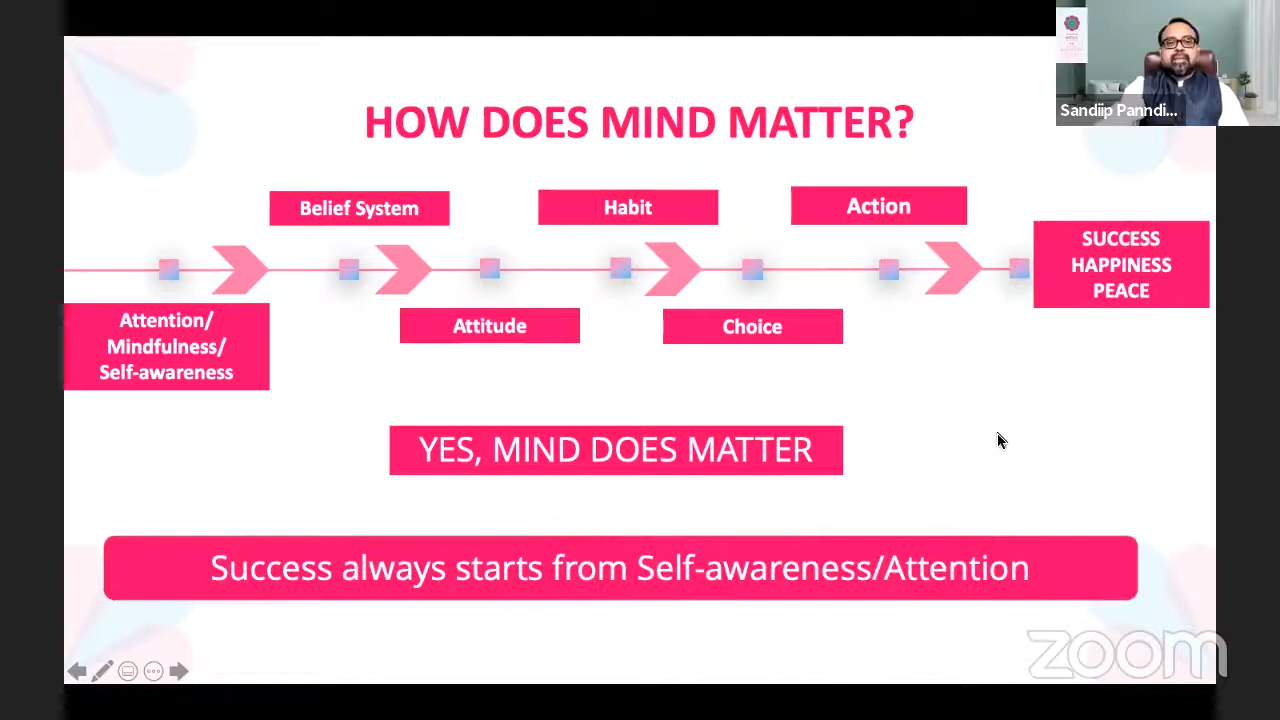 Sandiip Panndi...
HOW DOES MIND MATTER?
Belief System
Habit
Action
SUCCESS
HAPPINESS
PEACE
Attention/
Mindfulness/
Self-awareness
Attitude
Choice
YES, MIND DOES MATTER
Success always starts from Self-awareness/Attention
zoom